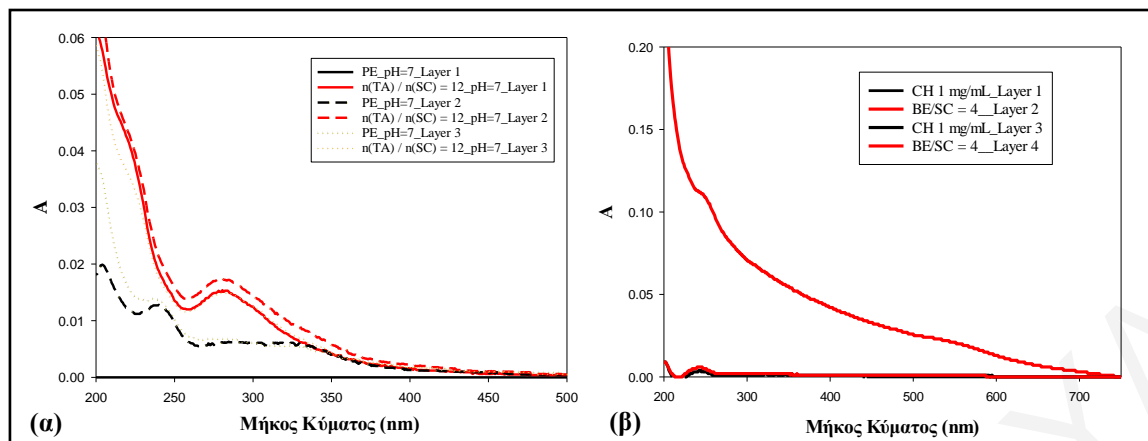 0.06
0.05
0.04
0.03
0.02
0.01
0.00
A
200 250 300 350 400 450 500
Μήκος Κύματος (nm)
(α)
PE_pH=7_Layer 1
n(TA) / n(SC) = 12_pH=7_Layer 1
PE_pH=7_Layer 2
n(TA) / n(SC) = 12_pH=7_Layer 2
PE_pH=7_Layer 3
n(TA) / n(SC) = 12_pH=7_Layer 3
0.20
0.15
0.10
0.05
0.00
A
200 300 400 500 600 700
Μήκος Κύματος (nm)
(β)
CH 1 mg/mL_Layer 1
BE/SC = 4__Layer 2
CH 1 mg/mL_Layer 3
BE/SC = 4__Layer 4